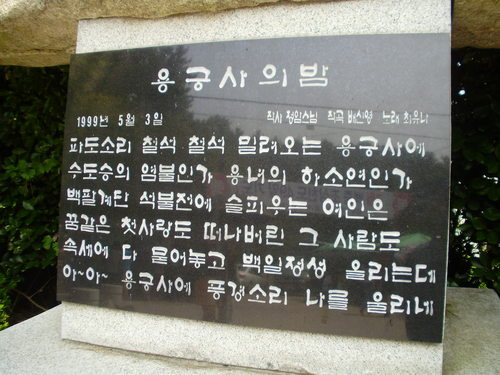 용궁사의밤
1999년 5월 3일 작사 정암스님 작곡 배신영 노래 최유나
파도소리 철석 철석 밀려오는 용궁사에
수도승의 염불인가 용녀의 하소연인가
백팔계단 석불전에 슬피우는 여인은
꿈같은 첫사랑도 떠나버린 그 사람도
속세에 다 묻어놓고 백일정성 올리는데
아~아~ 용궁사에 풍경소리 나를 울리네